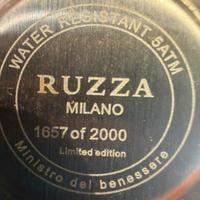 WATER RESISTANT 5ATM
RUZZA
MILANO
1657 of 2000
Limited edition
Ministro del benessere